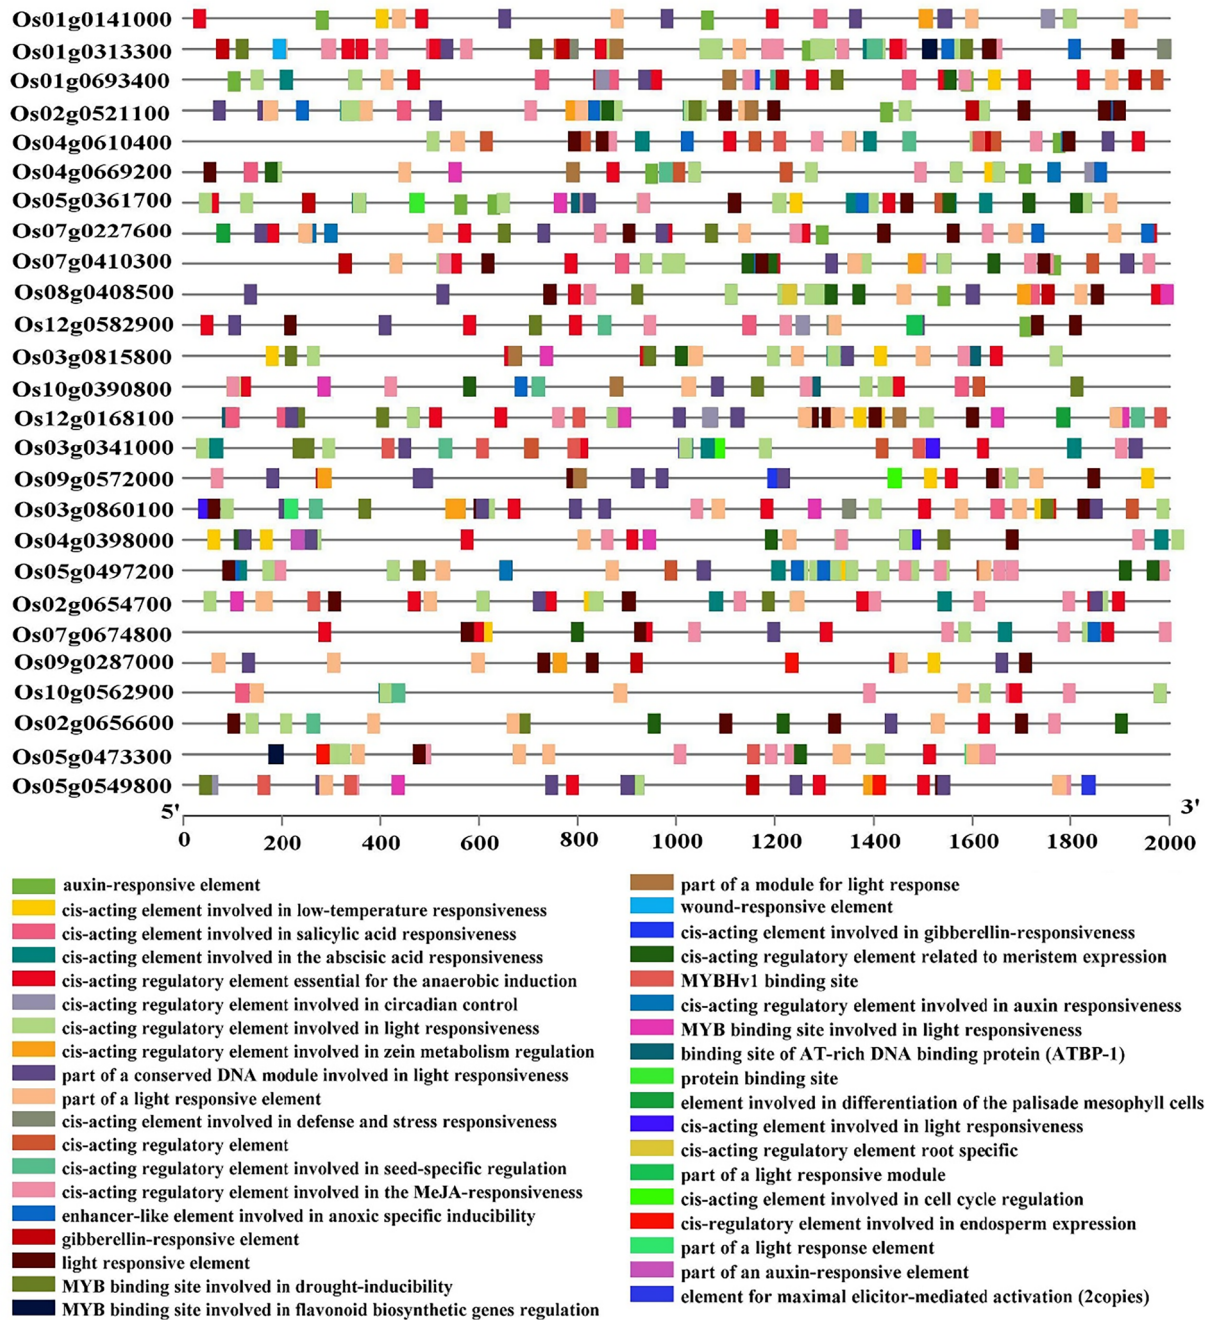 Os01g0141000
Os01g0313300
Os01g0693400
Os02g0521100
Os04g0610400
Os04g0669200
Os05g0361700
Os07g0227600
Os07g0410300
Os08g0408500
Os12g0582900
Os03g0815800
Os10g0390800
Os12g0168100
Os03g0341000
Os09g0572000
Os03g0860100
Os04g0398000
Os05g0497200
Os02g0654700
Os07g0674800
Os09g0287000
Os10g0562900
Os02g0656600
Os05g0473300
Os05g0549800
5' 3'
0 200 400 600 800 1000 1200 1400 1600 1800 2000
auxin-responsive element
cis-acting element involved in low-temperature responsiveness
cis-acting element involved in salicylic acid responsiveness
cis-acting element involved in the abscisic acid responsiveness
cis-acting regulatory element essential for the anaerobic induction
cis-acting regulatory element involved in circadian control
cis-acting regulatory element involved in light responsiveness
cis-acting regulatory element involved in zein metabolism regulation
part of a conserved DNA module involved in light responsiveness
part of a light responsive element
cis-acting element involved in defense and stress responsiveness
cis-acting regulatory element
cis-acting regulatory element involved in seed-specific regulation
cis-acting regulatory element involved in the MeJA-responsiveness
enhancer-like element involved in anoxic specific inducibility
gibberellin-responsive element
light responsive element
MYB binding site involved in drought-inducibility
MYB binding site involved in flavonoid biosynthetic genes regulation
part of a module for light response
wound-responsive element
cis-acting element involved in gibberellin-responsiveness
cis-acting regulatory element related to meristem expression
MYBHv1 binding site
cis-acting regulatory element involved in auxin responsiveness
MYB binding site involved in light responsiveness
binding site of AT-rich DNA binding protein (ATBP-1)
protein binding site
element involved in differentiation of the palisade mesophyll cells
cis-acting element involved in light responsiveness
cis-acting regulatory element root specific
part of a light responsive module
cis-acting element involved in cell cycle regulation
cis-regulatory element involved in endosperm expression
part of a light response element
part of an auxin-responsive element
element for maximal elicitor-mediated activation (2copies)